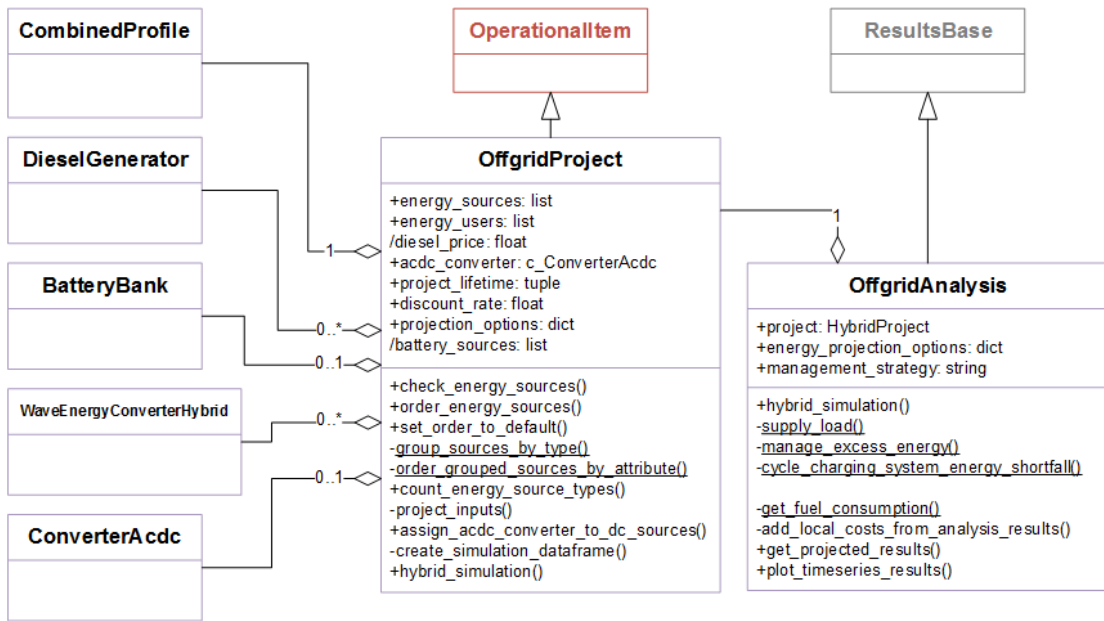 CombinedProfile
OperationalItem
ResultsBase
DieselGenerator
BatteryBank
WaveEnergyConverterHybrid
ConverterAcdc
1
0..*
0..1
0..*
0..1
OffgridProject
+energy_sources: list
+energy_users: list
/diesel_price: float
+acdc_converter: c_ConverterAcdc
+project_lifetime: tuple
+discount_rate: float
+projection_options: dict
/battery_sources: list
+check_energy_sources()
+order_energy_sources()
+set_order_to_default()
-group_sources_by_type()
-order_grouped_sources_by_attribute()
+count_energy_source_types()
-project_inputs()
+assign_acdc_converter_to_dc_sources()
-create_simulation_dataframe()
+hybrid_simulation()
1
OffgridAnalysis
+project: HybridProject
+energy_projection_options: dict
+management_strategy: string
+hybrid_simulation()
-supply_load()
-manage_excess_energy()
-cycle_charging_system_energy_shortfall()
-get_fuel_consumption()
-add_local_costs_from_analysis_results()
+get_projected_results()
+plot_timeseries_results()